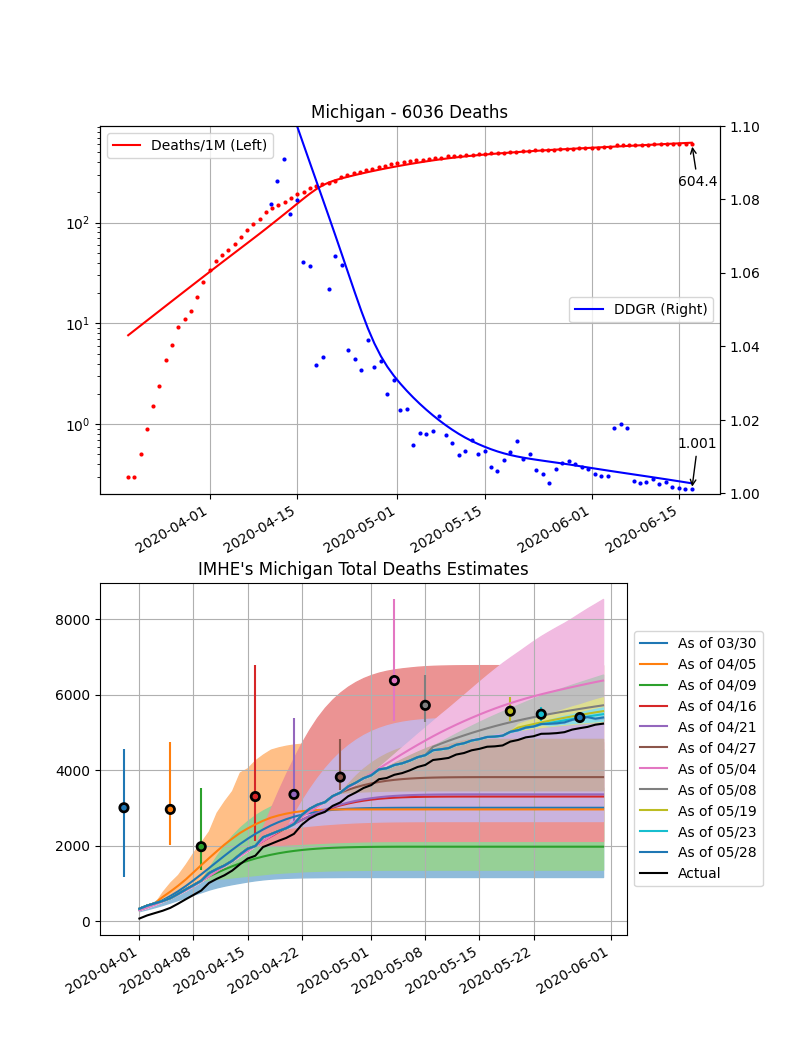 Michigan - 6036 Deaths
Deaths/1M (Left)
DDGR (Right)
604.4
1.001
10²
10¹
10⁰
1.10
1.08
1.06
1.04
1.02
1.00
2020-04-01
2020-04-15
2020-05-01
2020-05-15
2020-06-01
2020-06-15
IMHE's Michigan Total Deaths Estimates
8000
6000
4000
2000
0
2020-04-01
2020-04-08
2020-04-15
2020-04-22
2020-05-01
2020-05-08
2020-05-15
2020-05-22
2020-06-01
As of 03/30
As of 04/05
As of 04/09
As of 04/16
As of 04/21
As of 04/27
As of 05/04
As of 05/08
As of 05/19
As of 05/23
As of 05/28
Actual